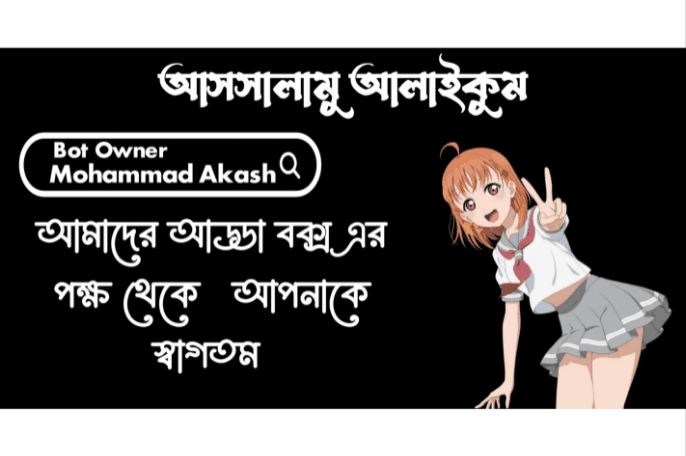 আসসালামু আলাইকুম
Bot Owner
Mohammad Akash
আমাদের আড্ডা বক্স এর
পক্ষ থেকে আপনাকে
স্বাগতম